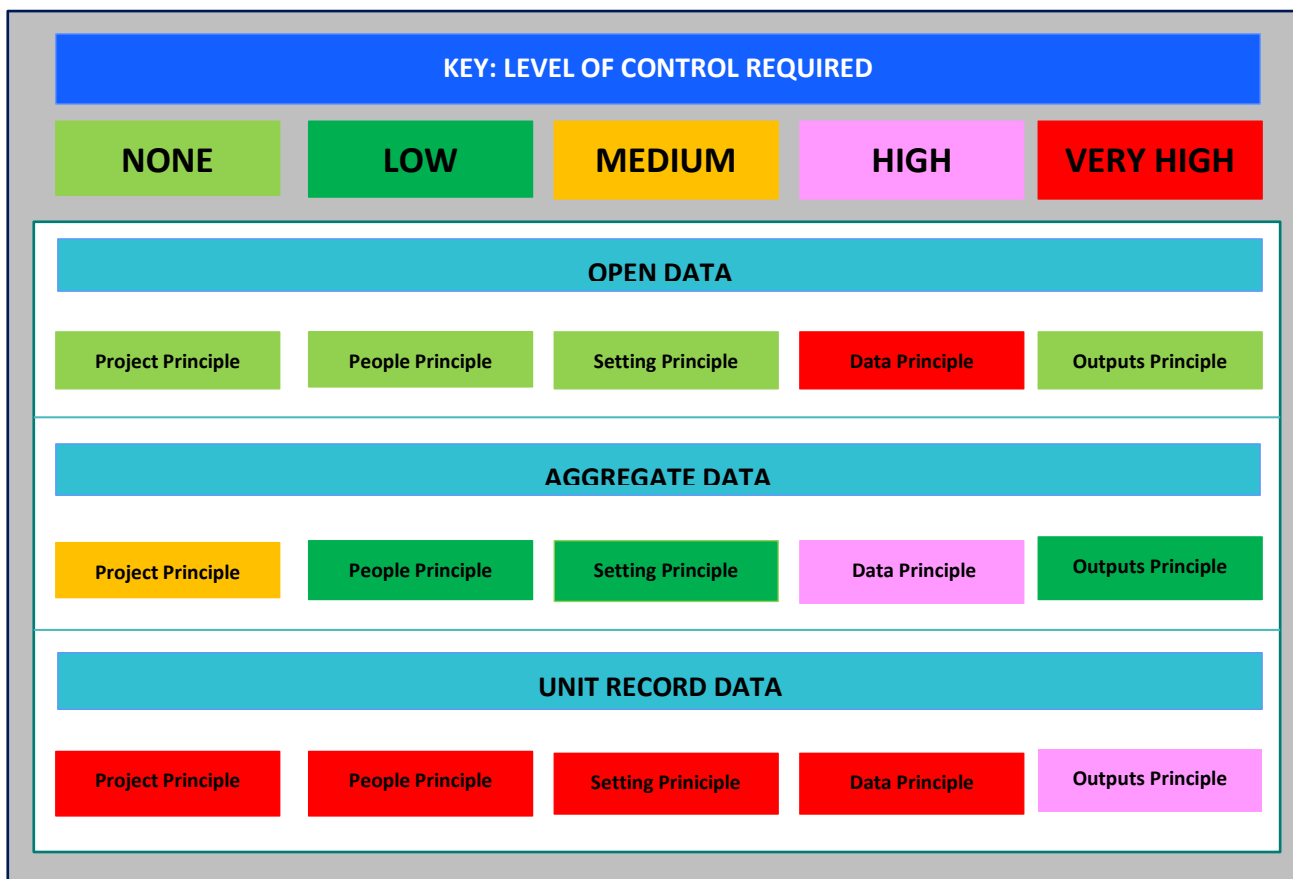 KEY: LEVEL OF CONTROL REQUIRED
NONE
LOW
MEDIUM
HIGH
VERY HIGH
OPEN DATA
Project Principle
People Principle
Setting Principle
Data Principle
Outputs Principle
AGGREGATE DATA
Project Principle
People Principle
Setting Principle
Data Principle
Outputs Principle
UNIT RECORD DATA
Project Principle
People Principle
Setting Priniciple
Data Principle
Outputs Principle